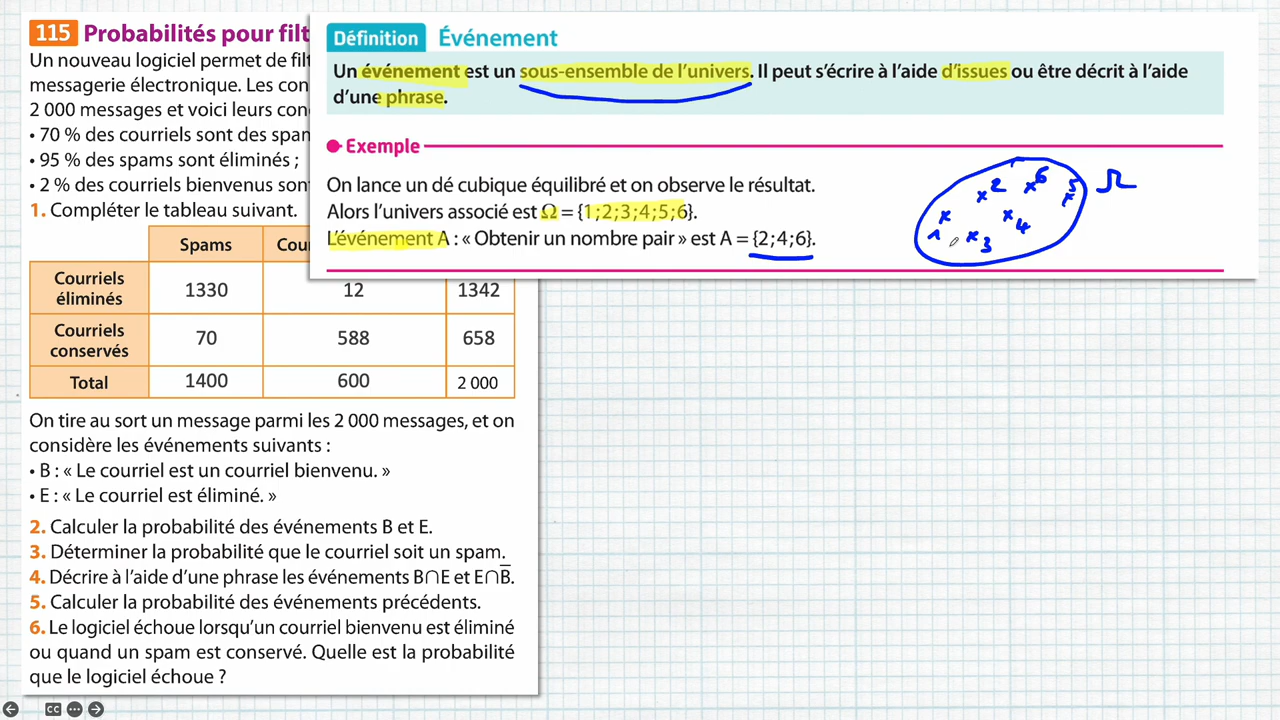 115 Probabilités pour filt
Un nouveau logiciel permet de filt
messagerie électronique. Les con
2 000 messages et voici leurs con
• 70 % des courriels sont des spam
• 95 % des spams sont éliminés ;
• 2 % des courriels bienvenus son
1. Compléter le tableau suivant.
Définition Événement
Un événement est un sous-ensemble de l'univers. Il peut s'écrire à l'aide d'issues ou être décrit à l'aide
d'une phrase.
Exemple
On lance un dé cubique équilibré et on observe le résultat.
Alors l'univers associé est Ω = {1;2;3;4;5;6}.
L'événement A : « Obtenir un nombre pair » est A = {2;4;6}.
2 6 5 Ω
1 3 4
Spams Cou
Courriels éliminés 1330 12 1342
Courriels conservés 70 588 658
Total 1400 600 2 000
On tire au sort un message parmi les 2 000 messages, et on
considère les événements suivants :
• B : « Le courriel est un courriel bienvenu. »
• E : « Le courriel est éliminé. »
2. Calculer la probabilité des événements B et E.
3. Déterminer la probabilité que le courriel soit un spam.
4. Décrire à l'aide d'une phrase les événements B∩E et E∩B̅.
5. Calculer la probabilité des événements précédents.
6. Le logiciel échoue lorsqu'un courriel bienvenu est éliminé
ou quand un spam est conservé. Quelle est la probabilité
que le logiciel échoue ?
CC